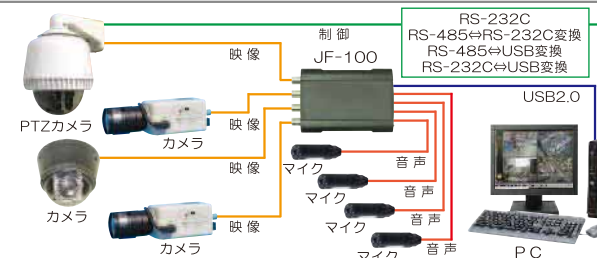 RS-232C
RS-485⇔RS-232C変換
RS-485⇔USB変換
RS-232C⇔USB変換
制御
JF-100
映像
USB2.0
PTZカメラ
映像
カメラ
映像
マイク
音声
カメラ
マイク
音声
映像
マイク
音声
カメラ
マイク
音声
PC